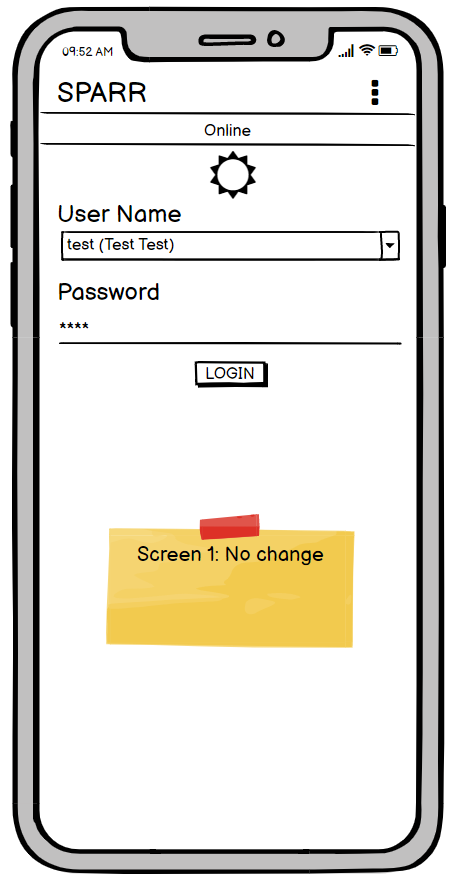 09:52 AM
SPARR
Online
User Name
test (Test Test)
Password
****
LOGIN
Screen 1: No change